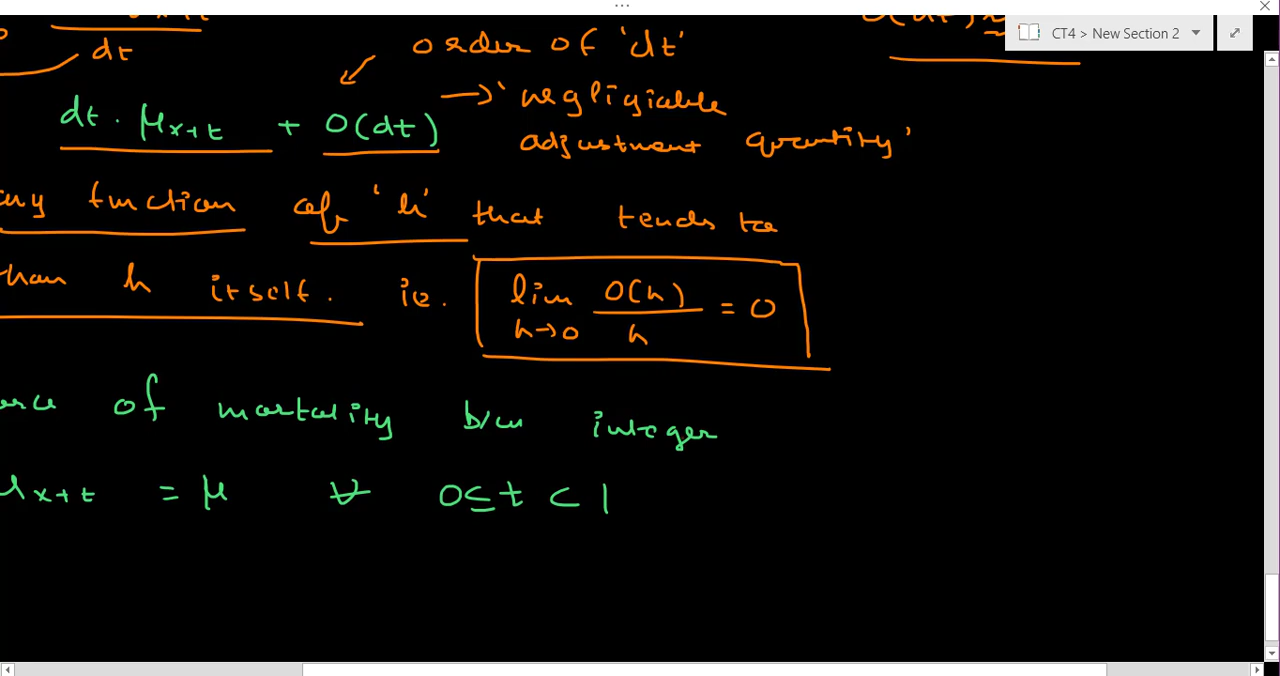 CT4 > New Section 2
dt
order of 'dt'
dt · μx+t + O(dt)
→ 'negligiable
adjustment quantity'
function of 'h' that tends to
than h itself. ie. lim h→0 O(h)/h = 0
of mortality b/w integer
x+t = μ ∀ 0≤t < 1